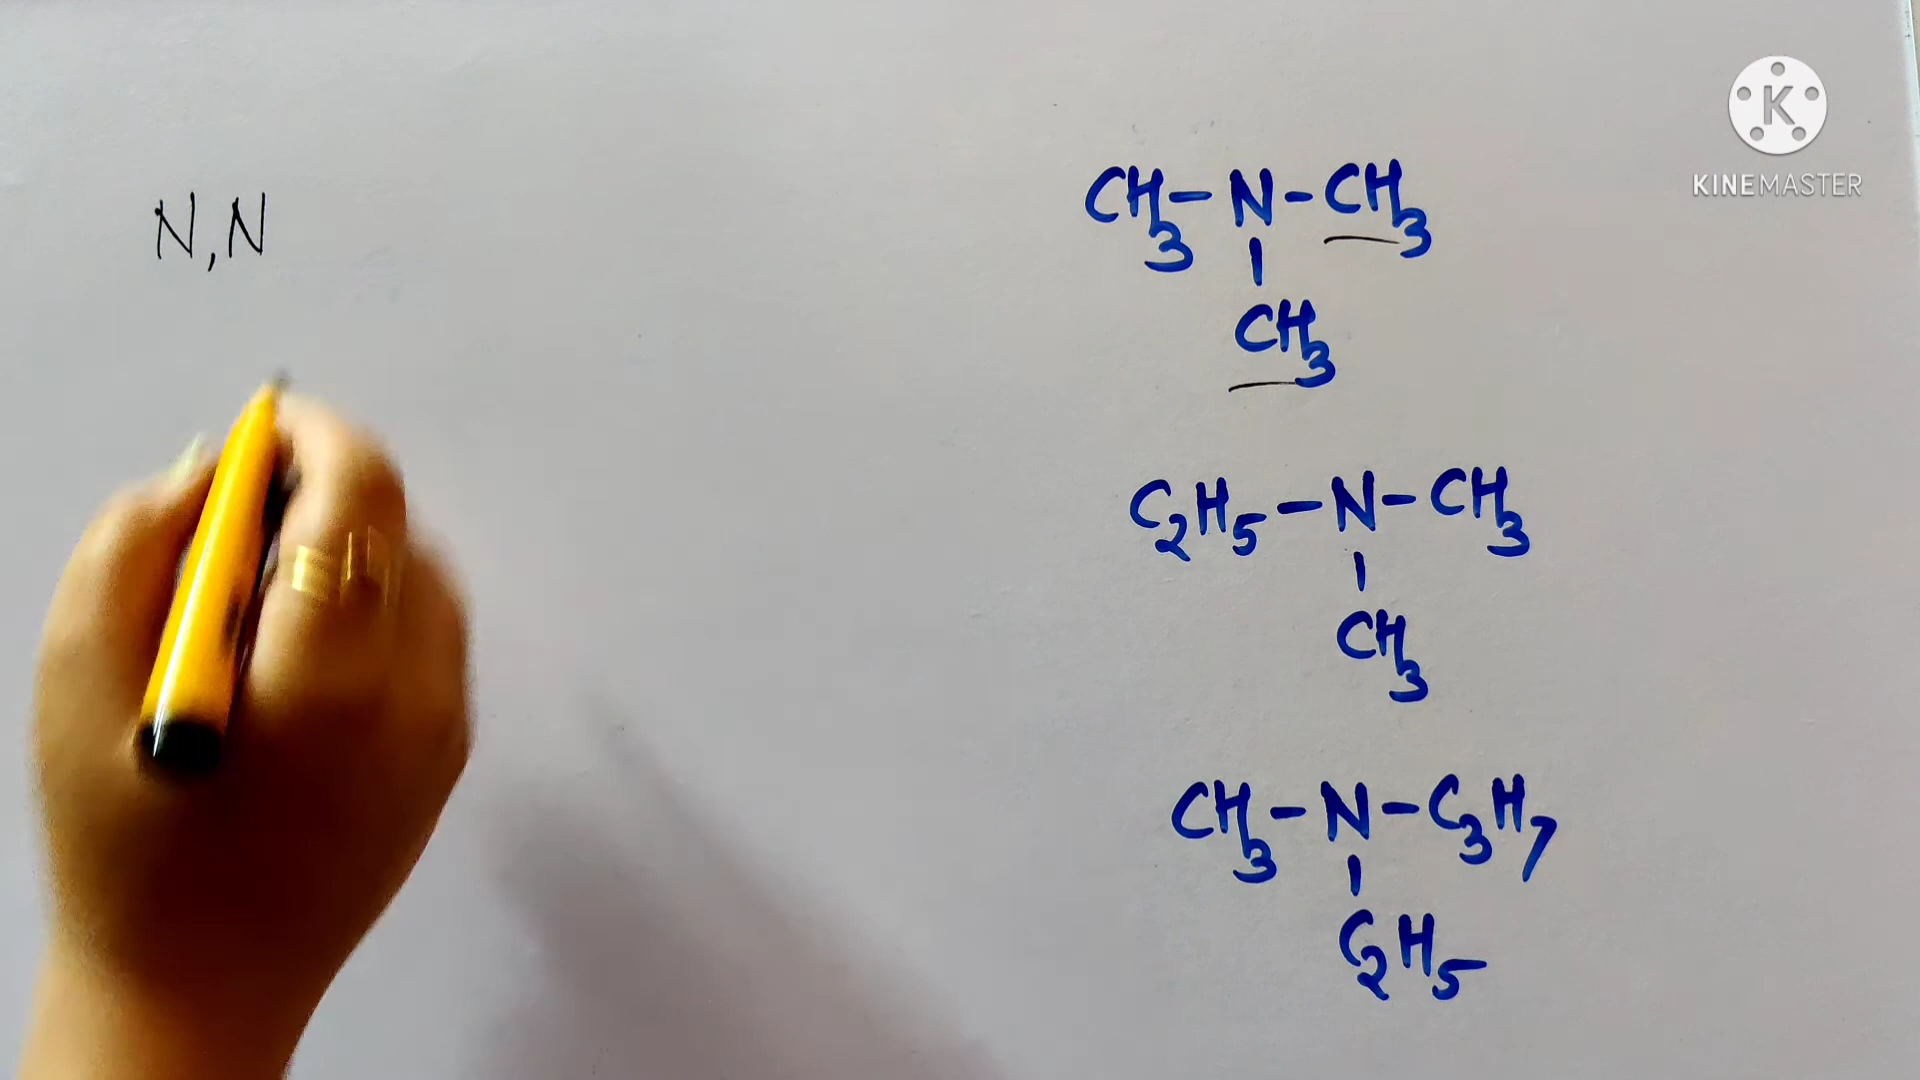 N,N
CH3-N-CH3
CH3
C2H5-N-CH3
CH3
CH3-N-C3H7
C2H5
K
KINEMASTER